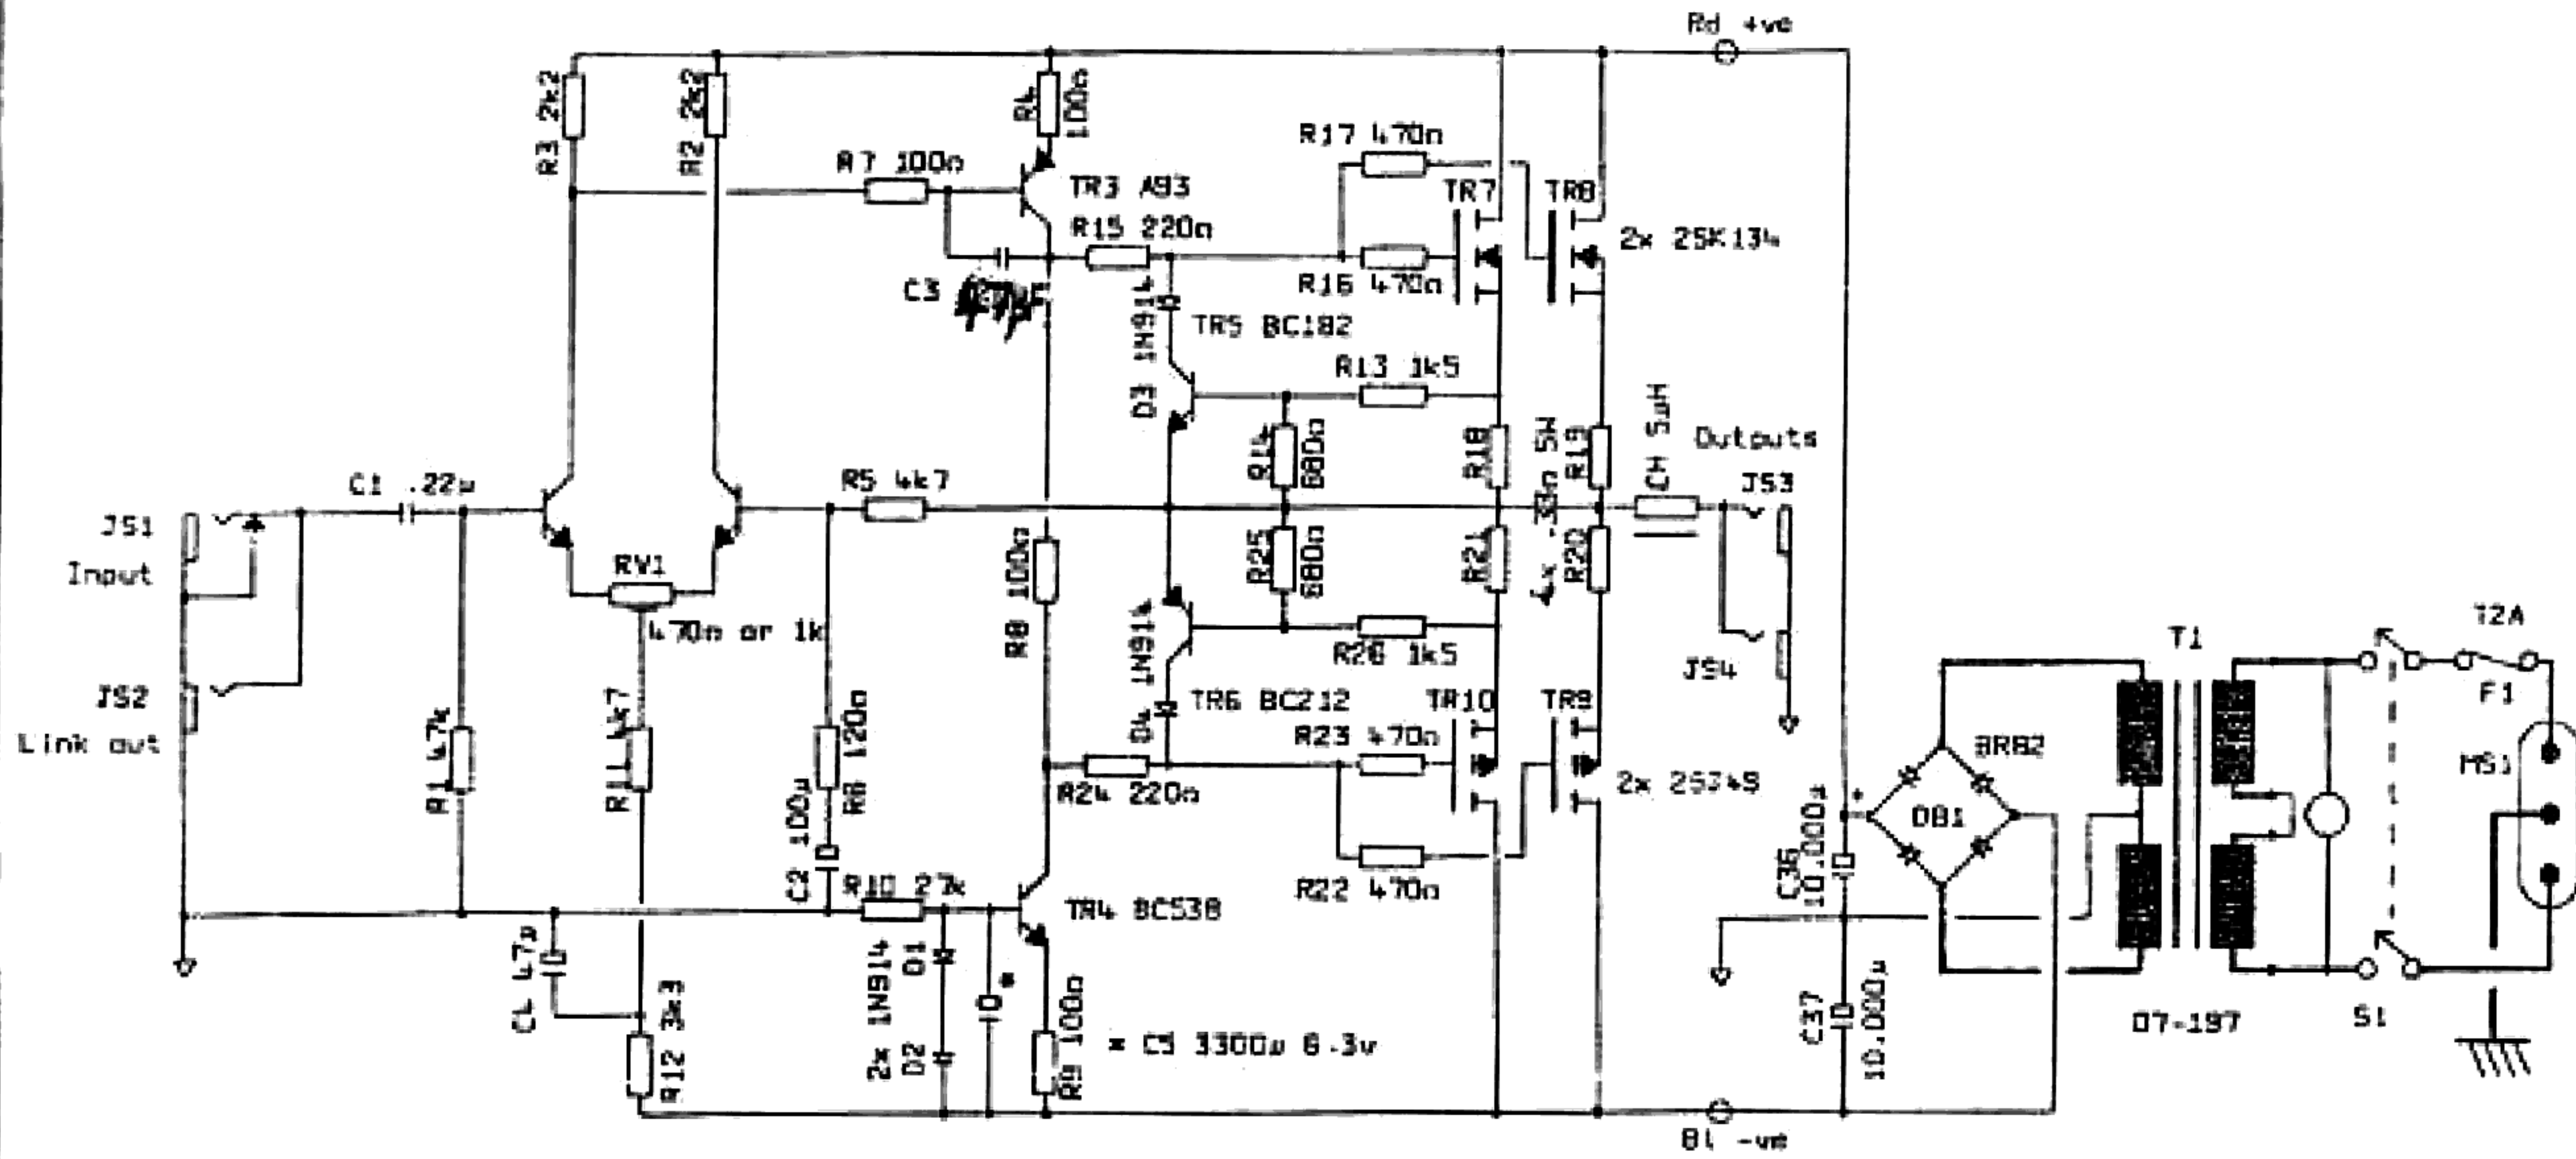 Rd +ve
R3 2k2
R2 2k2
R4 100n
R7 100n
TR3 A93
R15 220n
C3 47pF
R17 470n
TR7
TR8
2x 2SK134
R16 470n
D3 1N914
TR5 BC182
R13 1k5
R14 680n
R18
4x .33n 5W
R19
CH 5uH
Outputs
JS3
C1 .22u
JS1
Input
R5 4k7
RV1
470n or 1k
R8 100n
R25 680n
R21
R20
JS4
JS2
Link out
R1 47k
R11 4k7
R6 120n
C2 100u
D4 1N914
TR6 BC212
R26 1k5
TR10
TR9
R23 470n
R24 220n
2x 2SJ49
R22 470n
R10 27k
TR4 BC538
C4 47u
R12 3k3
2x 1N914
D1
D2
*
R9 100n
* C5 3300u 6.3v
C36 10.000u
+
C37 10.000u
DB1
BR82
T1
T2A
F1
MS1
S1
07-197
Bl -ve